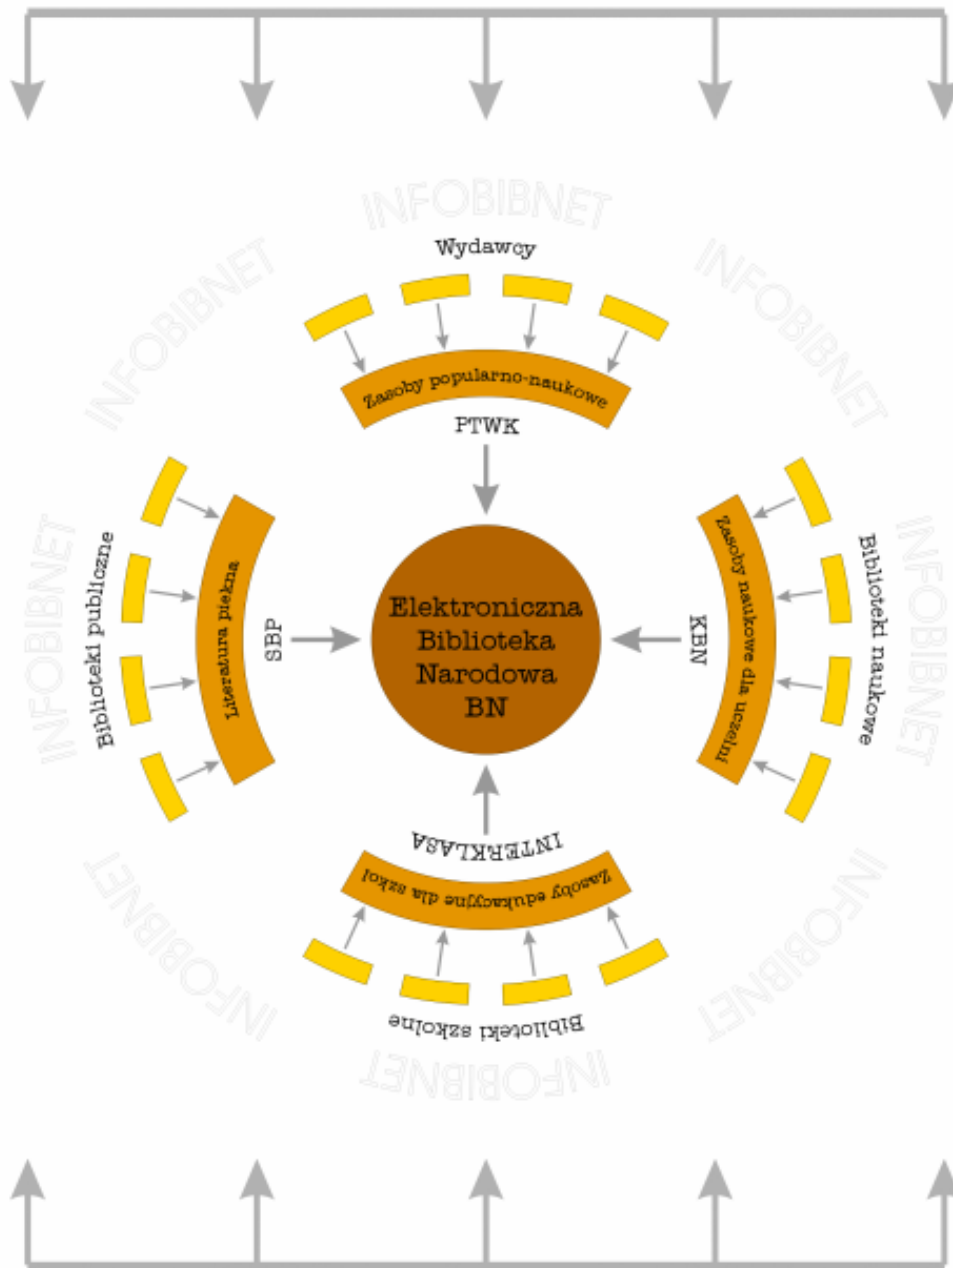 INFOBIBNET
INFOBIBNET
INFOBIBNET
Wydawcy
Zasoby popularno-naukowe
PTWK
INFOBIBNET
Biblioteki publiczne
Literatura piękna
SBP
Elektroniczna
Biblioteka
Narodowa
BN
KBN
Zasoby naukowe dla uczelni
Biblioteki naukowe
INFOBIBNET
INTERKLASA
Zasoby edukacyjne dla szkol
Biblioteki szkolne
INFOBIBNET
INFOBIBNET
INFOBIBNET